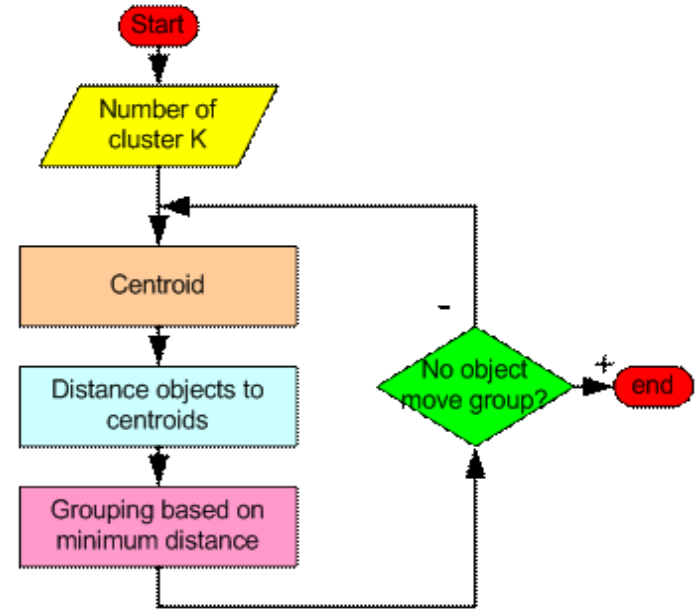 Start
Number of
cluster K
Centroid
Distance objects to
centroids
Grouping based on
minimum distance
-
No object
move group?
+
end